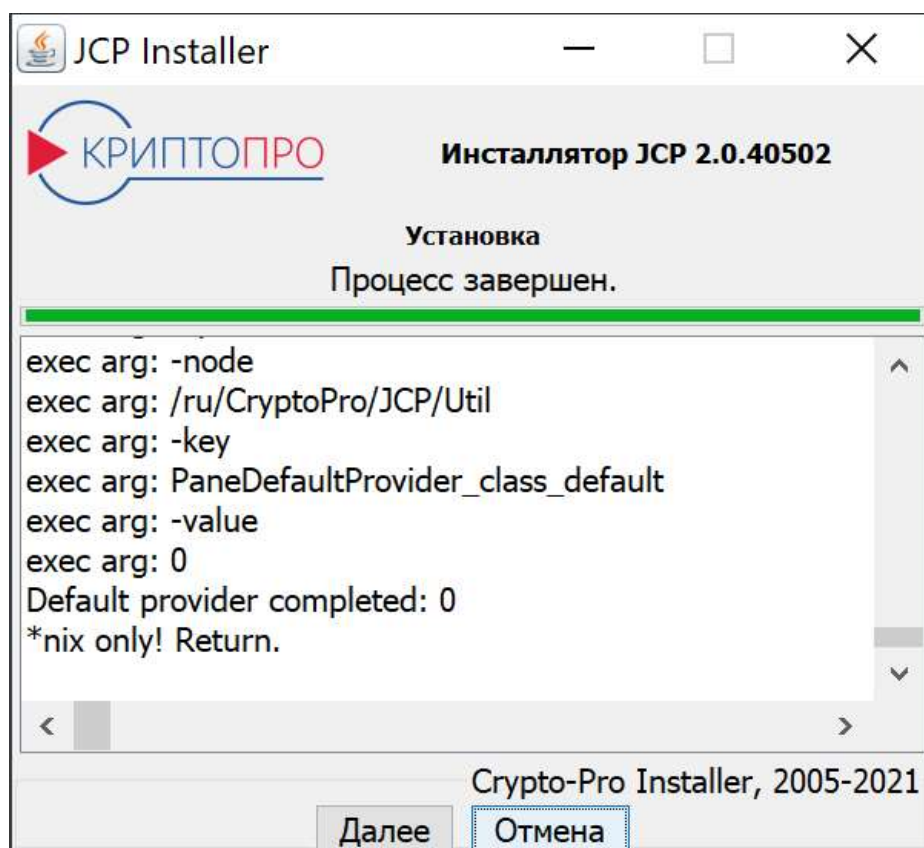 JCP Installer
КРИПТОПРО
Инсталлятор JCP 2.0.40502
Установка
Процесс завершен.
exec arg: -node
exec arg: /ru/CryptoPro/JCP/Util
exec arg: -key
exec arg: PaneDefaultProvider_class_default
exec arg: -value
exec arg: 0
Default provider completed: 0
*nix only! Return.
Crypto-Pro Installer, 2005-2021
Далее Отмена